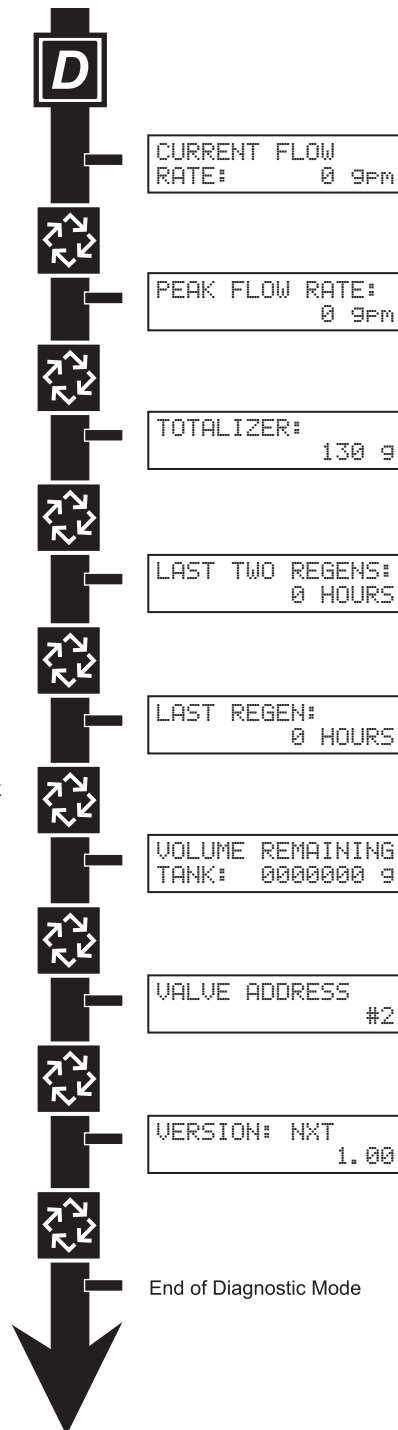 D
CURRENT FLOW
RATE: 0 gpm
PEAK FLOW RATE:
0 gpm
TOTALIZER:
130 g
LAST TWO REGENS:
0 HOURS
LAST REGEN:
0 HOURS
VOLUME REMAINING
TANK: 0000000 g
VALVE ADDRESS
#2
VERSION: NXT
1.00
End of Diagnostic Mode